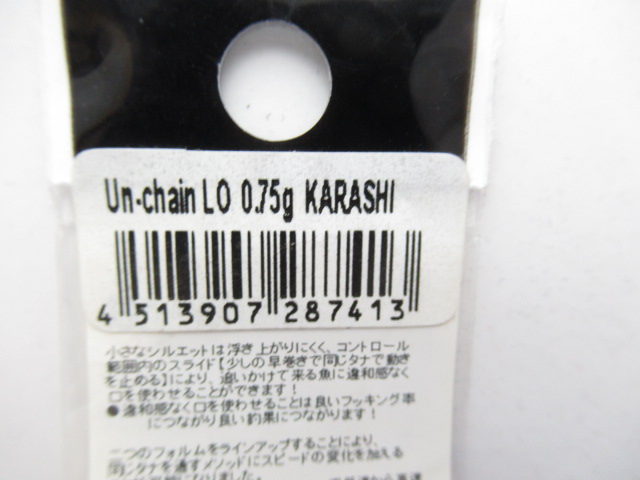 Un-chain LO 0.75g KARASHI
4 513907 287413
小さなシルエットは浮き上がりにくく、コントロール
範囲内のスライド【少しの早巻きで同じタナで動き
を止める】により、追いかけて来る魚に違和感なく
口を使わせることができます！
●違和感なく口を使わせることは良いフッキング率
につながり良い釣果につながります！
二つのフォルムをラインアップすることにより、
同じタナを通すメソッドにスピードの変化を加える